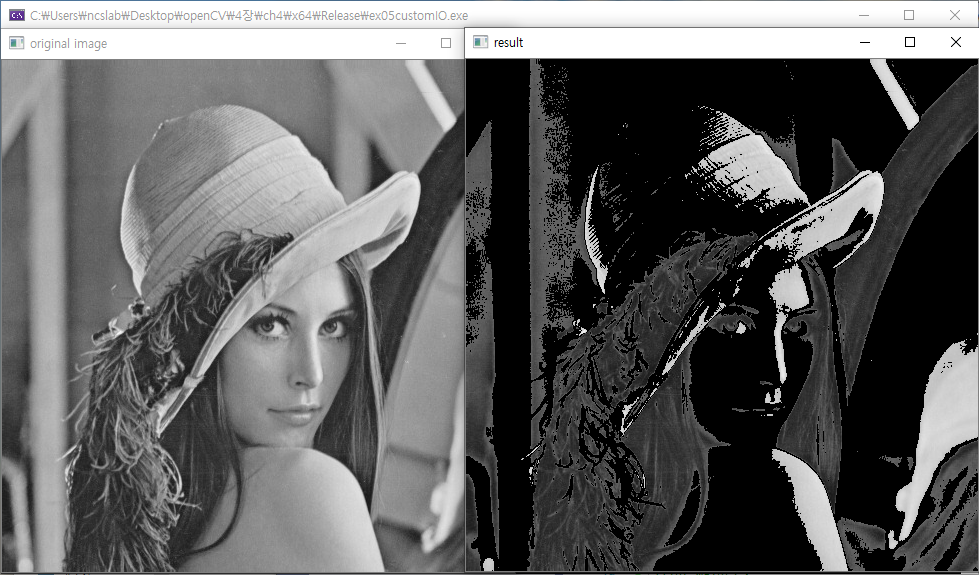 C:₩Users₩ncslab₩Desktop₩openCV₩4장₩ch4₩x64₩Release₩ex05customIO.exe
original image
result